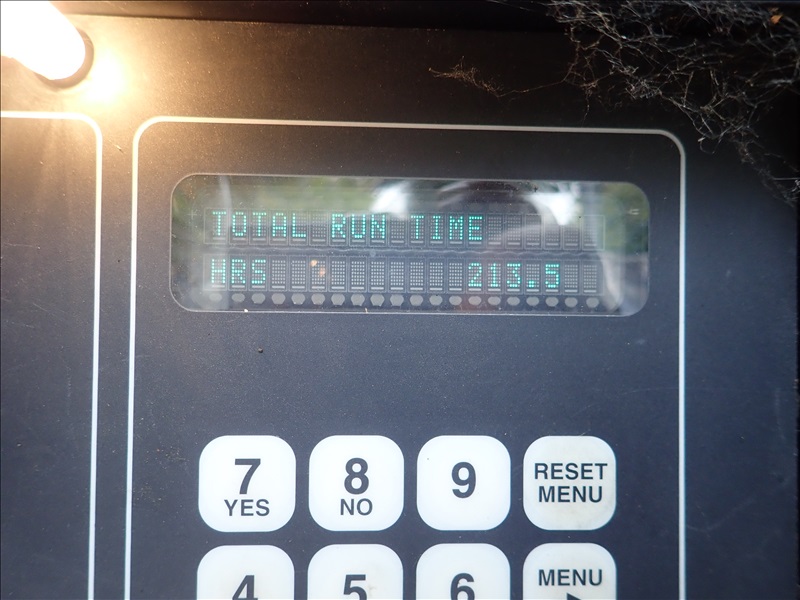 TOTAL RUN TIME
HRS 213.5
7 8 9 RESET
YES NO MENU
4 5 6 MENU